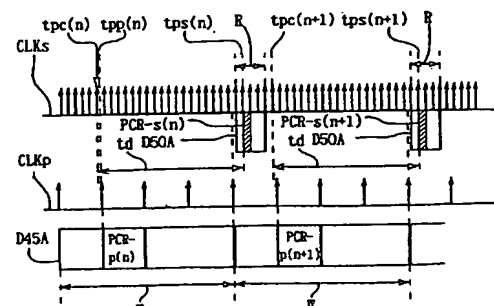 tpc(n) tpp(n) tps(n) R tpc(n+1) tps(n+1) R
CLKs
PCR-s(n) PCR-s(n+1)
td D50A td D50A
CLKp
D45A PCR-p(n) PCR-p(n+1)